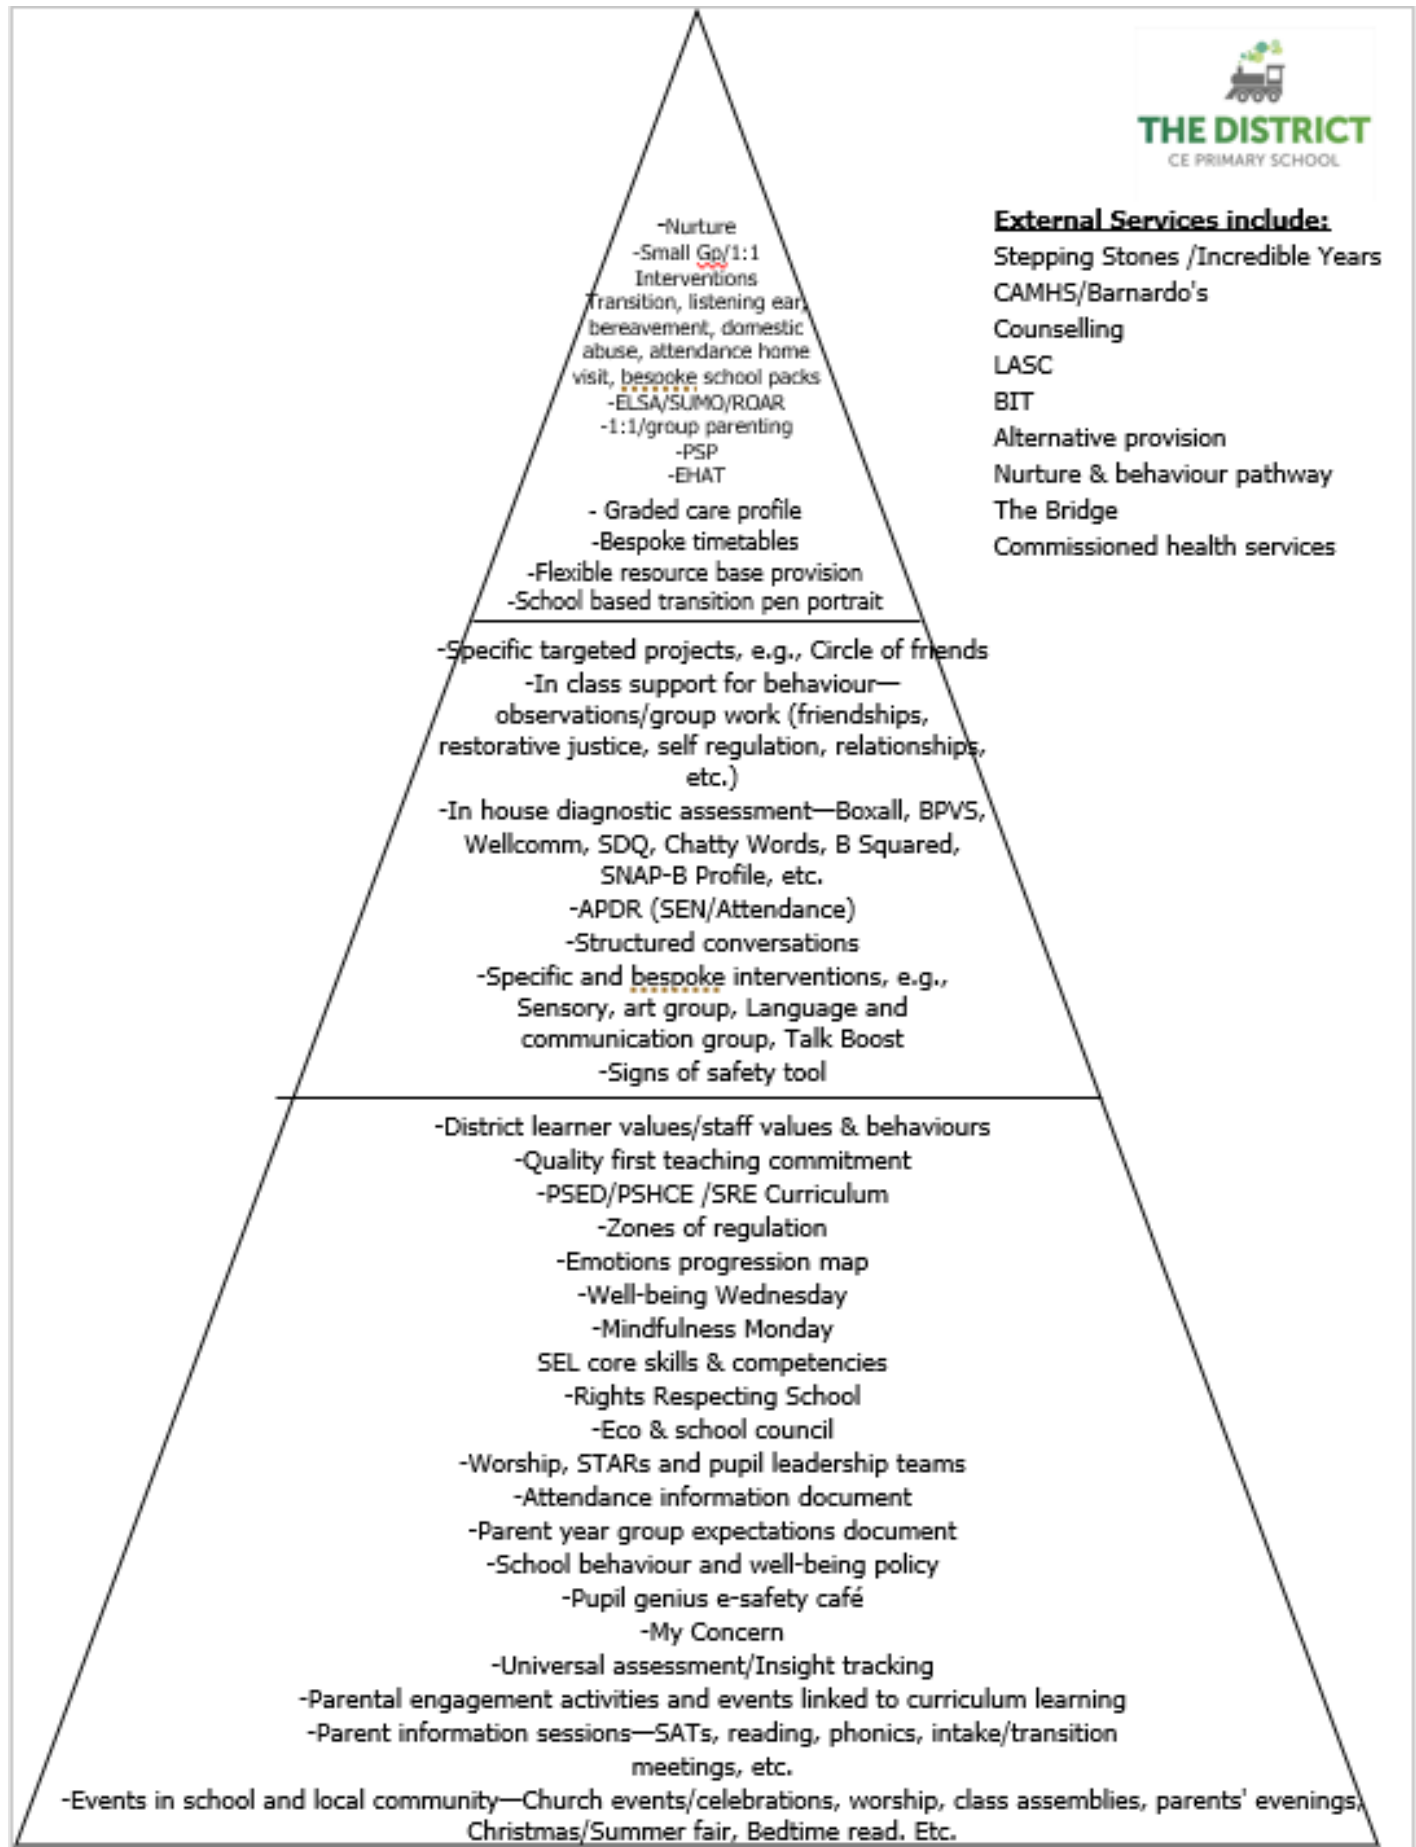 THE DISTRICT
CE PRIMARY SCHOOL
External Services include:
Stepping Stones /Incredible Years
CAMHS/Barnardo's
Counselling
LASC
BIT
Alternative provision
Nurture & behaviour pathway
The Bridge
Commissioned health services
-Nurture
-Small Gp/1:1
Interventions
Transition, listening ear,
bereavement, domestic
abuse, attendance home
visit, bespoke school packs
-ELSA/SUMO/ROAR
-1:1/group parenting
-PSP
-EHAT
- Graded care profile
-Bespoke timetables
-Flexible resource base provision
-School based transition pen portrait
-Specific targeted projects, e.g., Circle of friends
-In class support for behaviour—
observations/group work (friendships,
restorative justice, self regulation, relationships,
etc.)
-In house diagnostic assessment—Boxall, BPVS,
Wellcomm, SDQ, Chatty Words, B Squared,
SNAP-B Profile, etc.
-APDR (SEN/Attendance)
-Structured conversations
-Specific and bespoke interventions, e.g.,
Sensory, art group, Language and
communication group, Talk Boost
-Signs of safety tool
-District learner values/staff values & behaviours
-Quality first teaching commitment
-PSED/PSHCE /SRE Curriculum
-Zones of regulation
-Emotions progression map
-Well-being Wednesday
-Mindfulness Monday
SEL core skills & competencies
-Rights Respecting School
-Eco & school council
-Worship, STARs and pupil leadership teams
-Attendance information document
-Parent year group expectations document
-School behaviour and well-being policy
-Pupil genius e-safety café
-My Concern
-Universal assessment/Insight tracking
-Parental engagement activities and events linked to curriculum learning
-Parent information sessions—SATs, reading, phonics, intake/transition
meetings, etc.
-Events in school and local community—Church events/celebrations, worship, class assemblies, parents' evenings,
Christmas/Summer fair, Bedtime read. Etc.